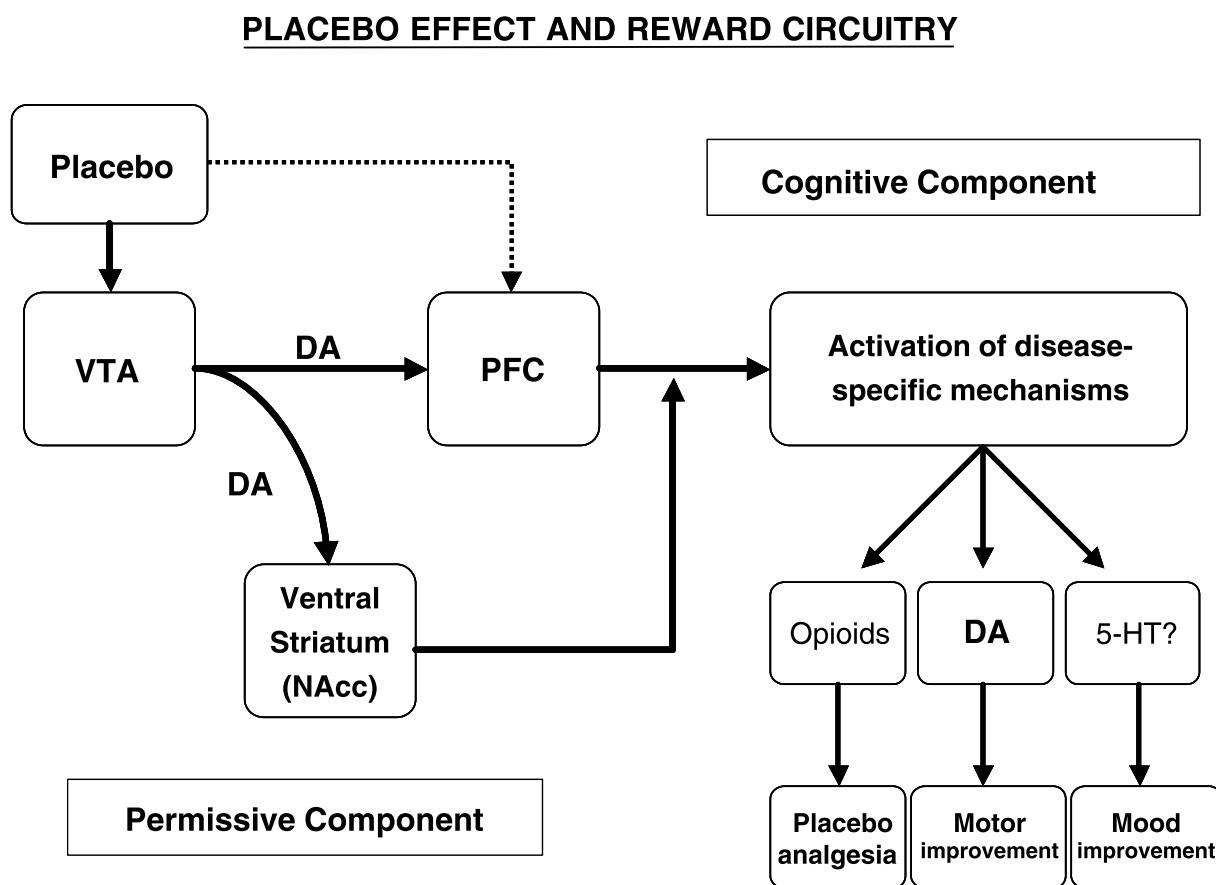 PLACEBO EFFECT AND REWARD CIRCUITRY
Placebo
Cognitive Component
VTA
DA
PFC
Activation of disease-
specific mechanisms
DA
Ventral
Striatum
(NAcc)
Opioids
DA
5-HT?
Permissive Component
Placebo
analgesia
Motor
improvement
Mood
improvement